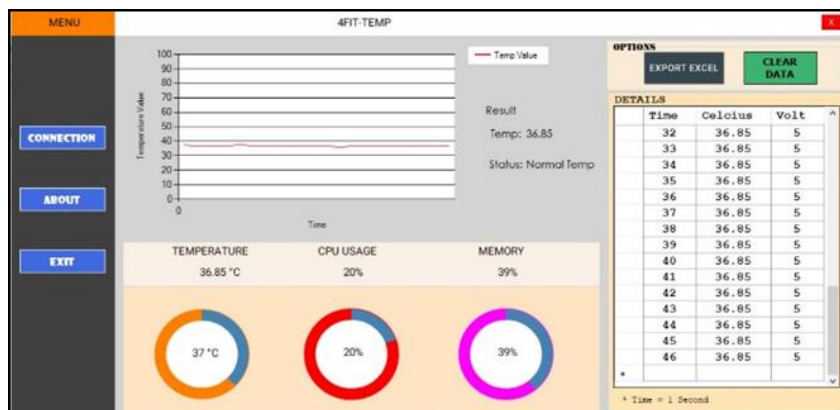 MENU
4FIT-TEMP
X
CONNECTION
ABOUT
EXIT
100
90
80
70
60
50
40
30
20
10
0
0
Temperature Value
Time
Temp Value
Result
Temp: 36.85
Status: Normal Temp
TEMPERATURE CPU USAGE MEMORY
36.85 °C 20% 39%
37 °C 20% 39%
OPTIONS
EXPORT EXCEL
CLEAR
DATA
DETAILS
Time Celcius Volt
32 36.85 5
33 36.85 5
34 36.85 5
35 36.85 5
36 36.85 5
37 36.85 5
38 36.85 5
39 36.85 5
40 36.85 5
41 36.85 5
42 36.85 5
43 36.85 5
44 36.85 5
45 36.85 5
46 36.85 5
*
* Time = 1 Second